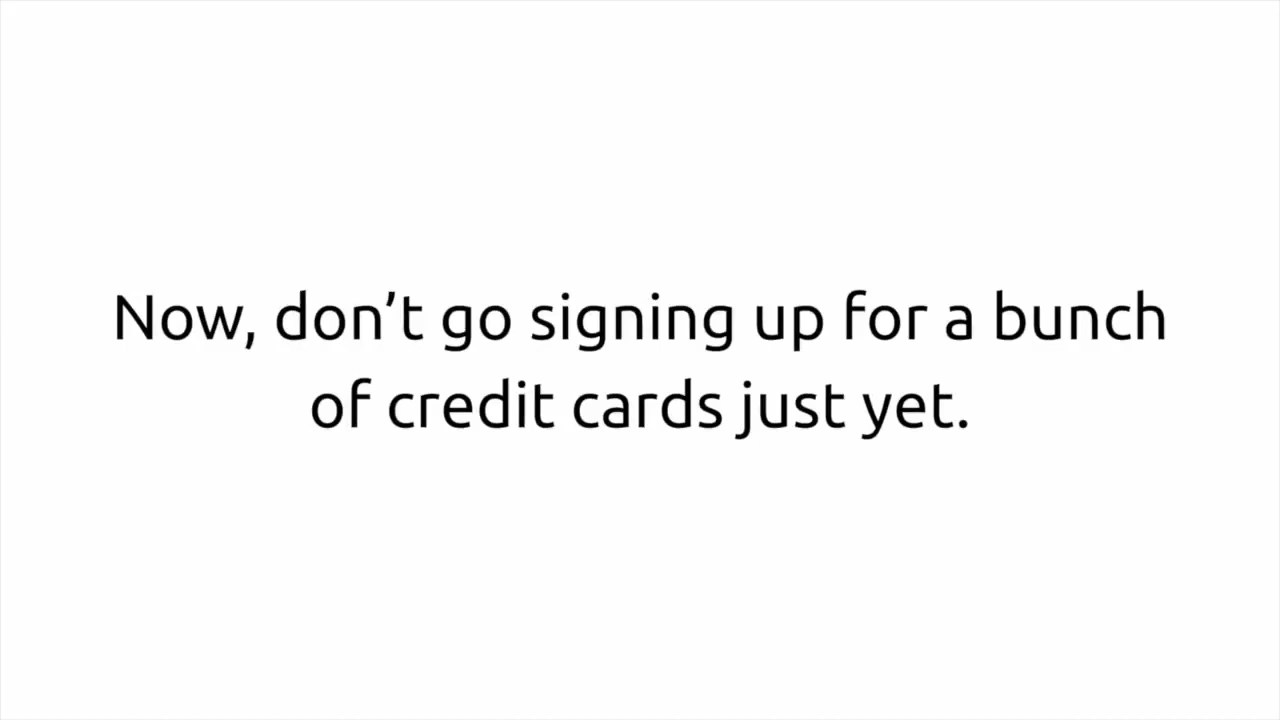 Now, don’t go signing up for a bunch
of credit cards just yet.